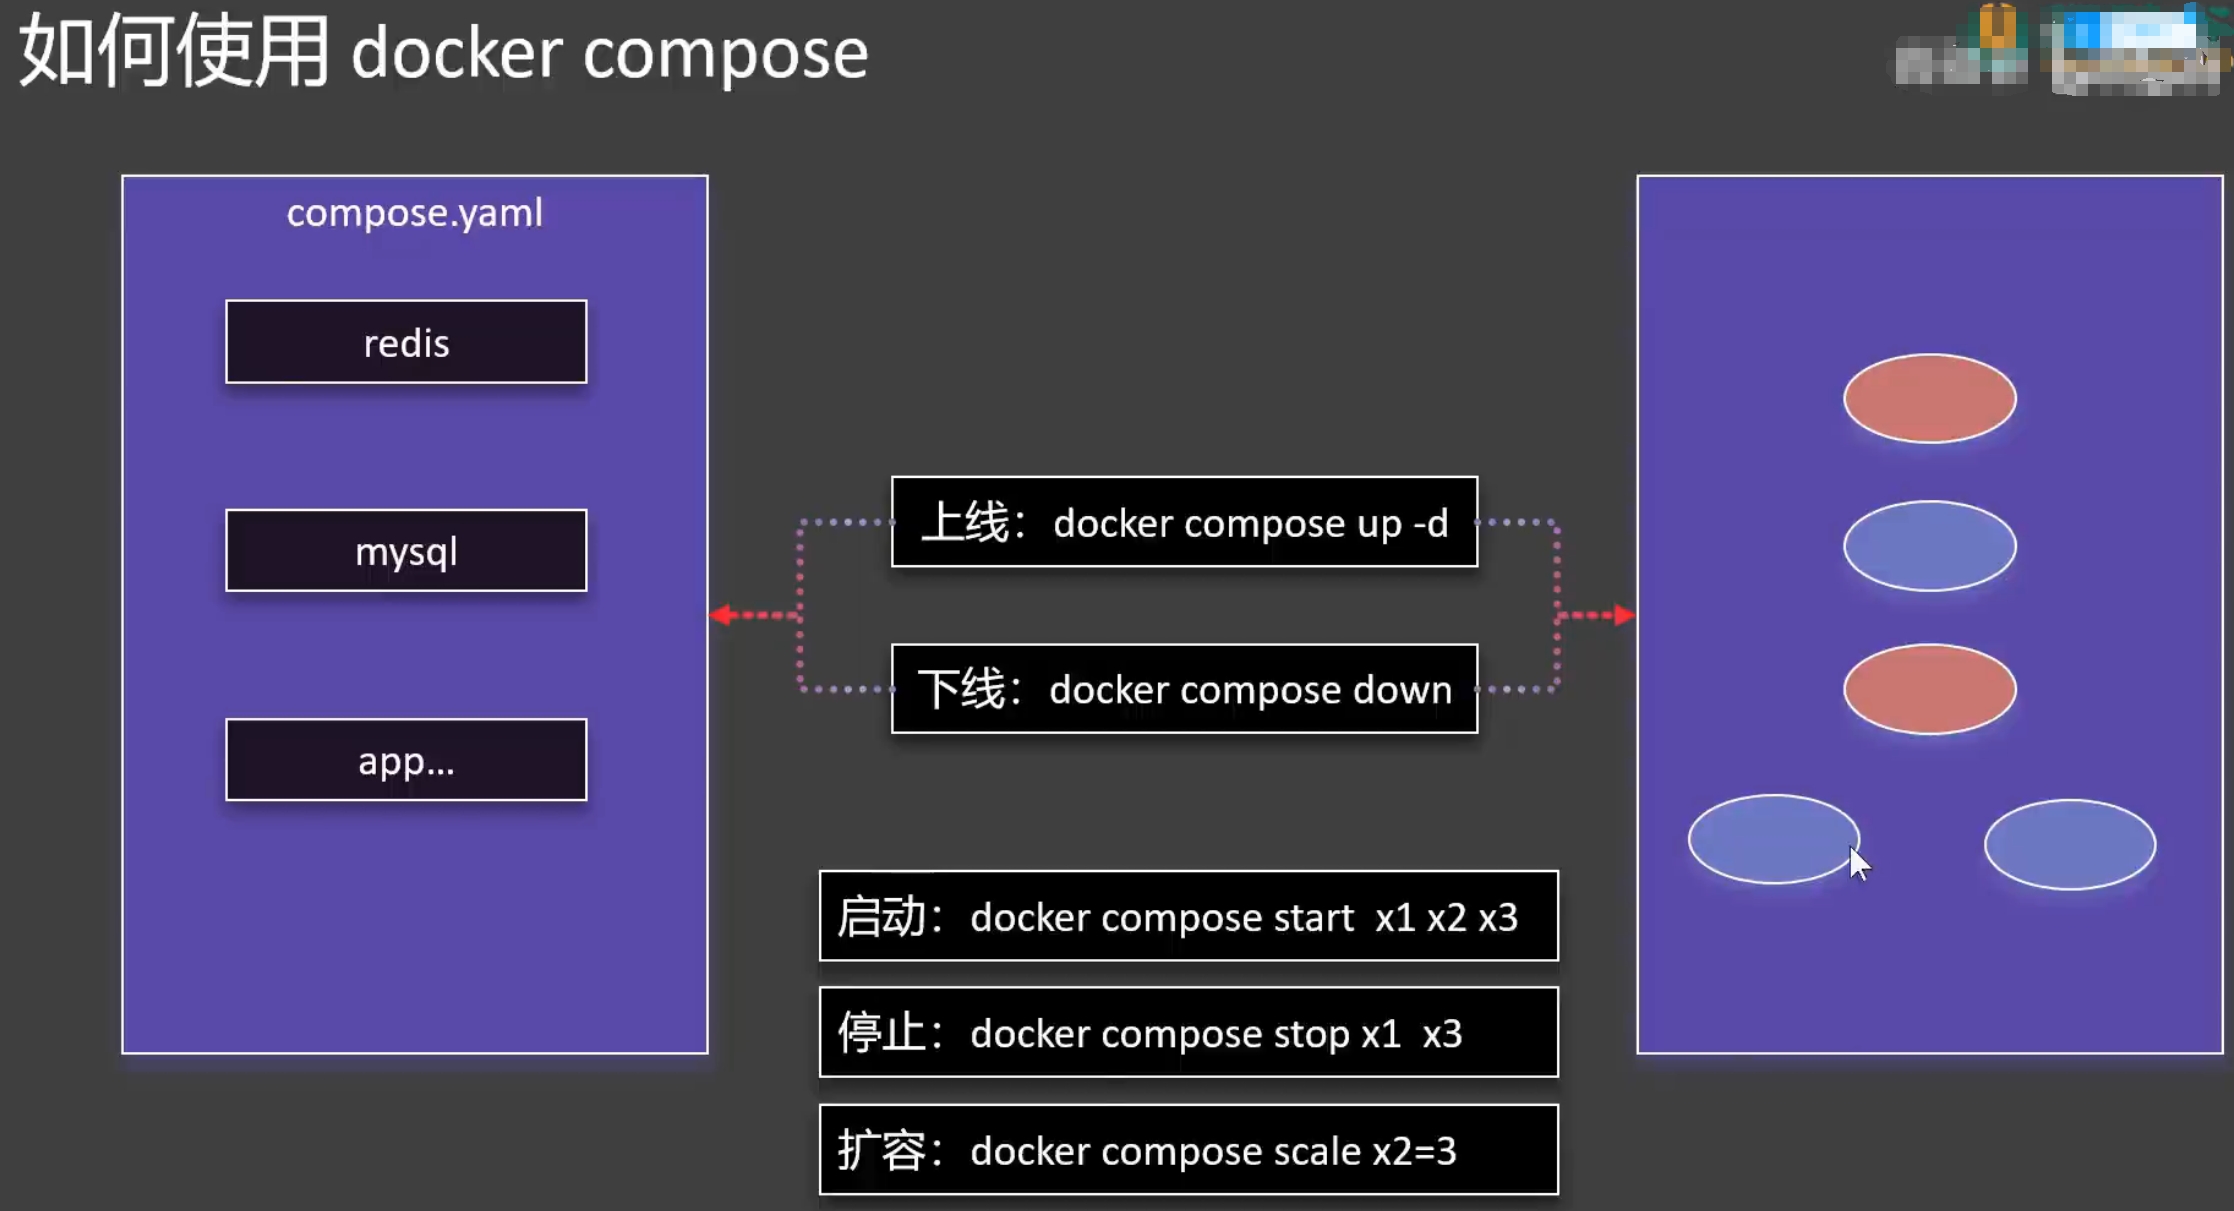 如何使用 docker compose
compose.yaml
redis
mysql
app...
上线：docker compose up -d
下线：docker compose down
启动：docker compose start  x1 x2 x3
停止：docker compose stop x1  x3
扩容：docker compose scale x2=3